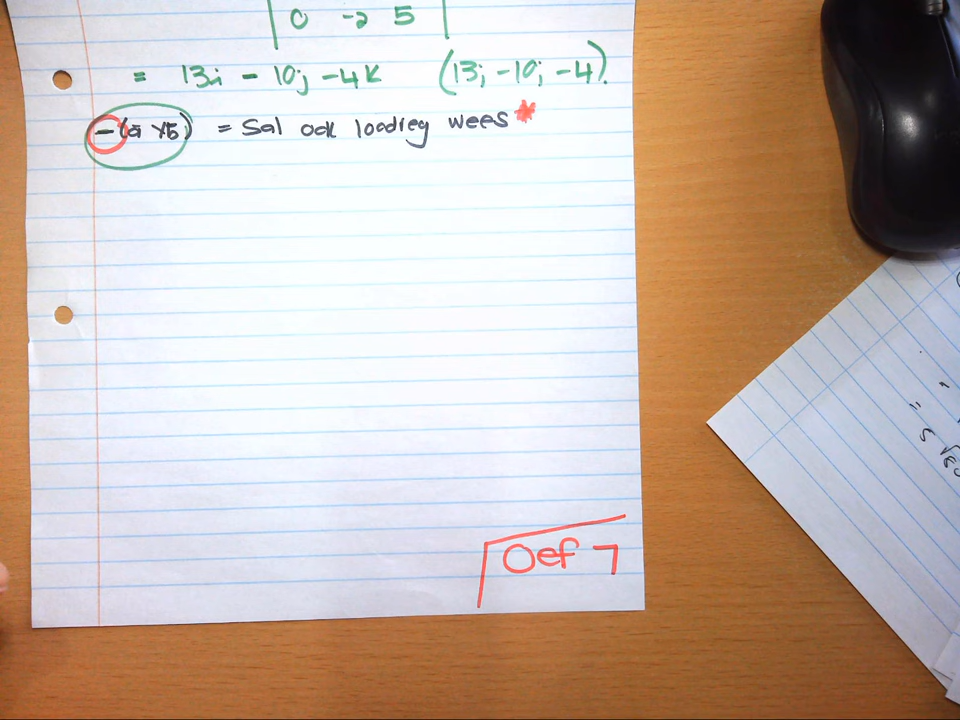 | 0 -2 5 |
= 13i - 10j - 4k (13; -10; -4).
-(a̅ × b̅) = Sal ook loodreg wees *
Oef 7